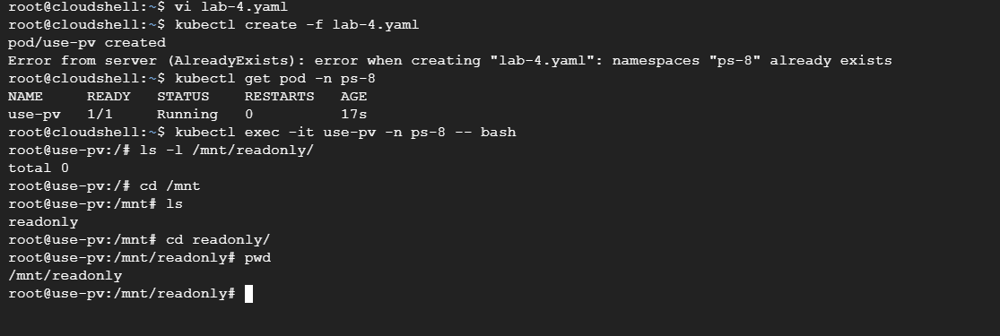 root@cloudshell:~$ vi lab-4.yaml
root@cloudshell:~$ kubectl create -f lab-4.yaml
pod/use-pv created
Error from server (AlreadyExists): error when creating "lab-4.yaml": namespaces "ps-8" already exists
root@cloudshell:~$ kubectl get pod -n ps-8
NAME     READY   STATUS    RESTARTS   AGE
use-pv   1/1     Running   0          17s
root@cloudshell:~$ kubectl exec -it use-pv -n ps-8 -- bash
root@use-pv:/# ls -l /mnt/readonly/
total 0
root@use-pv:/# cd /mnt
root@use-pv:/mnt# ls
readonly
root@use-pv:/mnt# cd readonly/
root@use-pv:/mnt/readonly# pwd
/mnt/readonly
root@use-pv:/mnt/readonly#